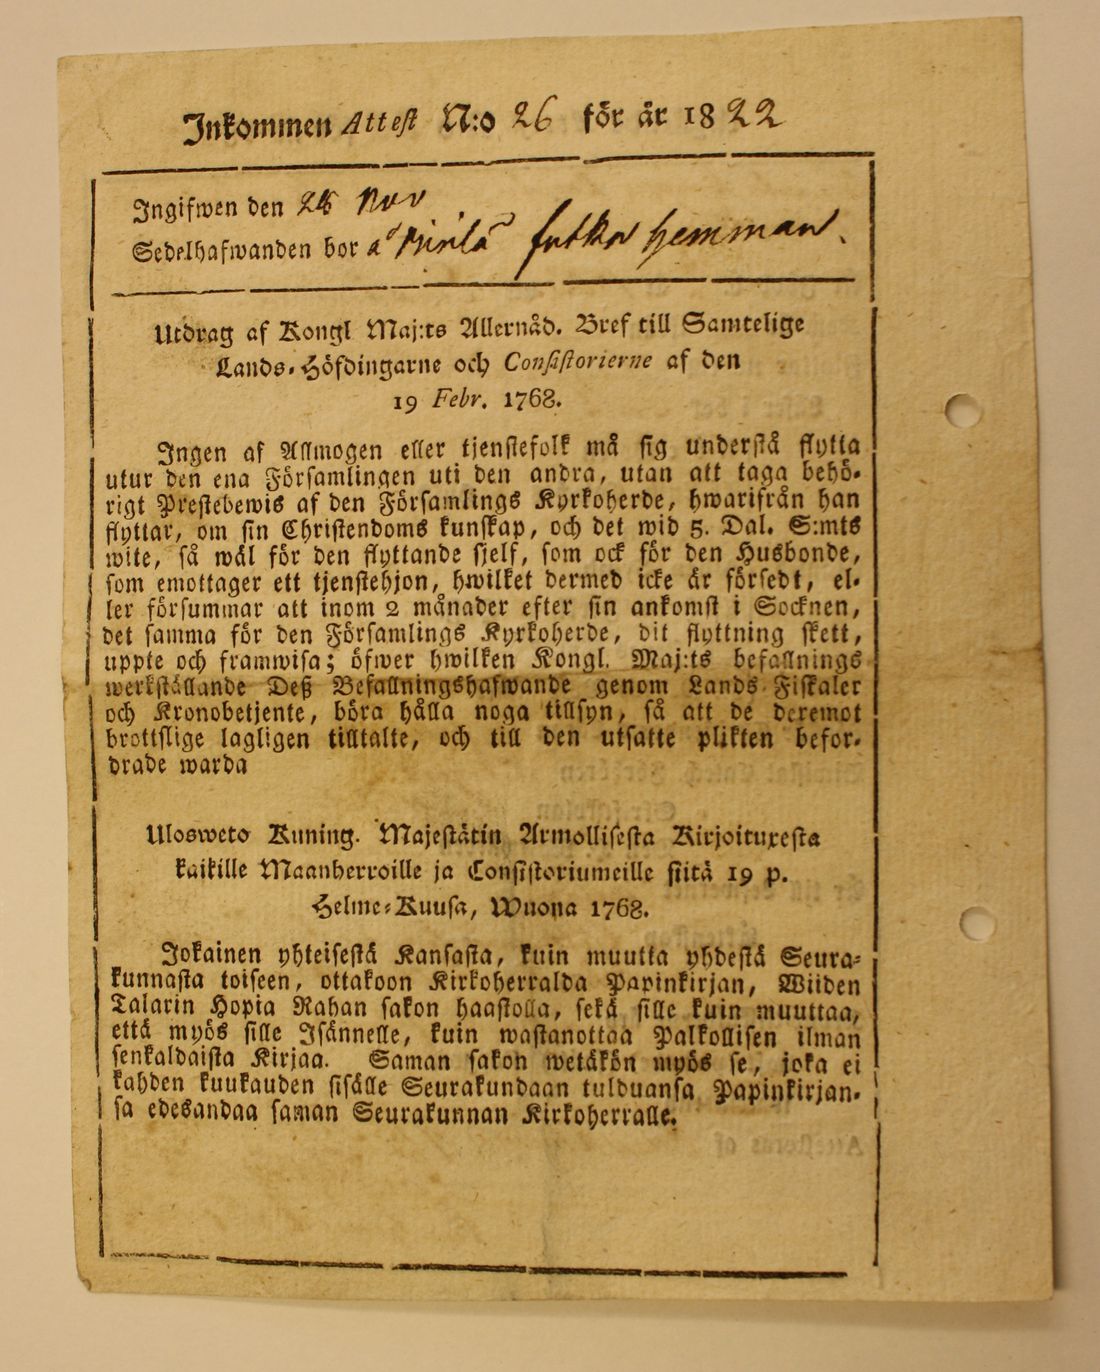 Inkommen Attest N:o 26 för år 1822
Ingifwen den Nov
Sedelhafwanden bor å hemman.
Utdrag af Kongl Maj:ts Allernåd. Bref till Samtelige
Lands-Höfdingarne och Consistorierne af den
19 Febr. 1768.
Ingen af Allmogen eller tjenstefolk må sig understå flytta
utur den ena Församlingen uti den andra, utan att taga behö-
rigt Prestebewis af den Församlings Kyrkoherde, hwarifrån han
flyttar, om sin Christendoms kunskap, och det wid 5. Dal. S:mts
wite, så wäl för den flyttande sjelf, som ock för den Husbonde,
som emottager ett tjenstehjon, hwilket dermed icke är försedt, el-
ler försummar att inom 2 månader efter sin ankomst i Socknen,
det samma för den Församlings Kyrkoherde, dit flyttning skett,
uppte och framwisa; öfwer hwilken Kongl. Maj:ts befallnings
werkställande Deß Befallningshafwande genom Lands Fiskaler
och Kronobetjente, böra hålla noga tillsyn, så att de deremot
brottslige lagligen tilltalte, och till den utsatte plikten befor-
drade warda
Ulosweto Kuning. Majestätin Armollisesta Kirjoituxesta
kaikille Maanherroille ja Consistoriumeille siitä 19 p.
Helme-Kuusa, Wuona 1768.
Jokainen yhteisestä Kansasta, kuin muutta yhdestä Seura-
kunnasta toiseen, ottakoon Kirkoherralda Papinkirjan, Wiiden
Talarin Hopia Rahan sakon haastolla, sekä sille kuin muuttaa,
että myös sille Isännelle, kuin wastanottaa Palkollisen ilman
senkaldaista Kirjaa. Saman sakon wetäkön myös se, joka ei
kahden kuukauden sisälle Seurakundaan tulduansa Papinkirjan-
sa edesandaa saman Seurakunnan Kirkoherralle.